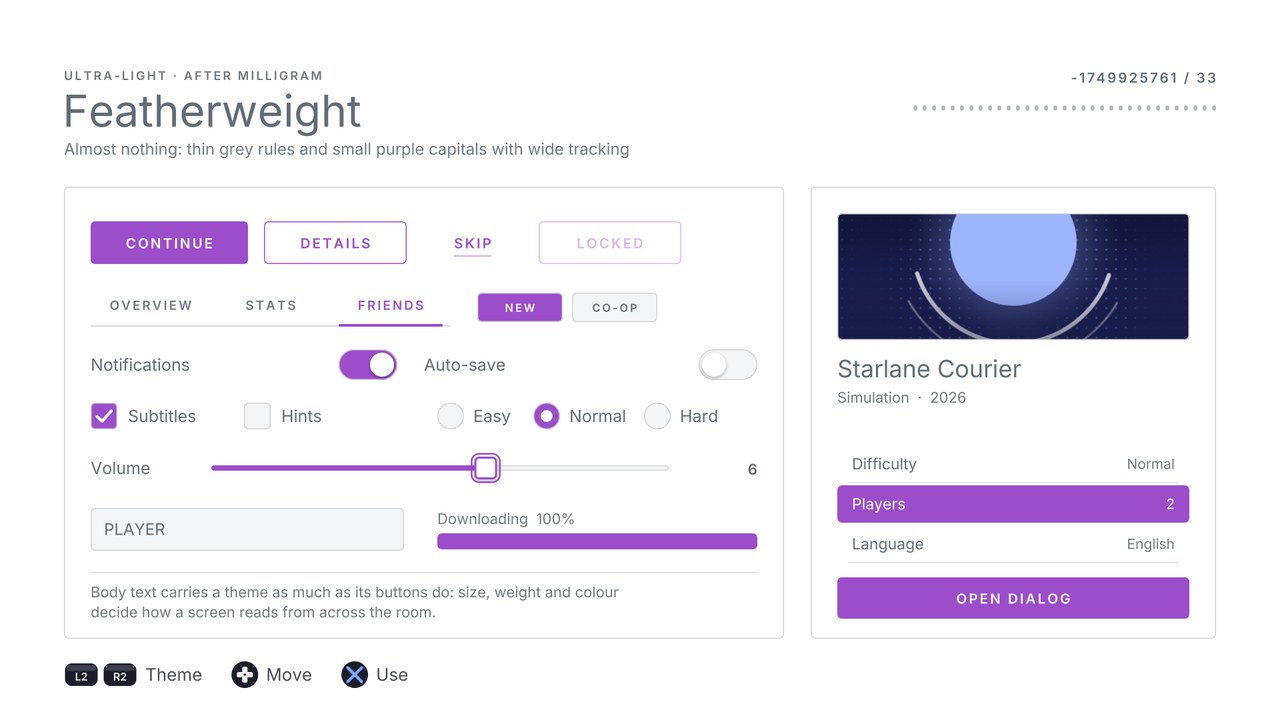 ULTRA-LIGHT · AFTER MILLIGRAM
-1749925761 / 33
Featherweight
Almost nothing: thin grey rules and small purple capitals with wide tracking
CONTINUE DETAILS SKIP LOCKED
OVERVIEW STATS FRIENDS NEW CO-OP
Notifications Auto-save
Subtitles Hints Easy Normal Hard
Volume 6
PLAYER
Downloading 100%
Body text carries a theme as much as its buttons do: size, weight and colour
decide how a screen reads from across the room.
Starlane Courier
Simulation · 2026
Difficulty Normal
Players 2
Language English
OPEN DIALOG
L2 R2 Theme Move Use